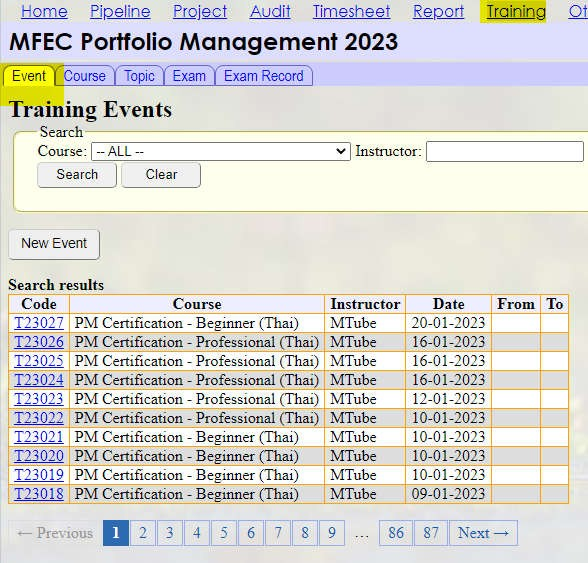 Home Pipeline Project Audit Timesheet Report Training Ot
MFEC Portfolio Management 2023
Event Course Topic Exam Exam Record
Training Events
Search
Course: -- ALL -- Instructor:
Search Clear
New Event
Search results
Code Course Instructor Date From To
T23027 PM Certification - Beginner (Thai) MTube 20-01-2023
T23026 PM Certification - Professional (Thai) MTube 16-01-2023
T23025 PM Certification - Professional (Thai) MTube 16-01-2023
T23024 PM Certification - Professional (Thai) MTube 16-01-2023
T23023 PM Certification - Professional (Thai) MTube 12-01-2023
T23022 PM Certification - Professional (Thai) MTube 10-01-2023
T23021 PM Certification - Beginner (Thai) MTube 10-01-2023
T23020 PM Certification - Beginner (Thai) MTube 10-01-2023
T23019 PM Certification - Beginner (Thai) MTube 10-01-2023
T23018 PM Certification - Beginner (Thai) MTube 09-01-2023
← Previous 1 2 3 4 5 6 7 8 9 … 86 87 Next →